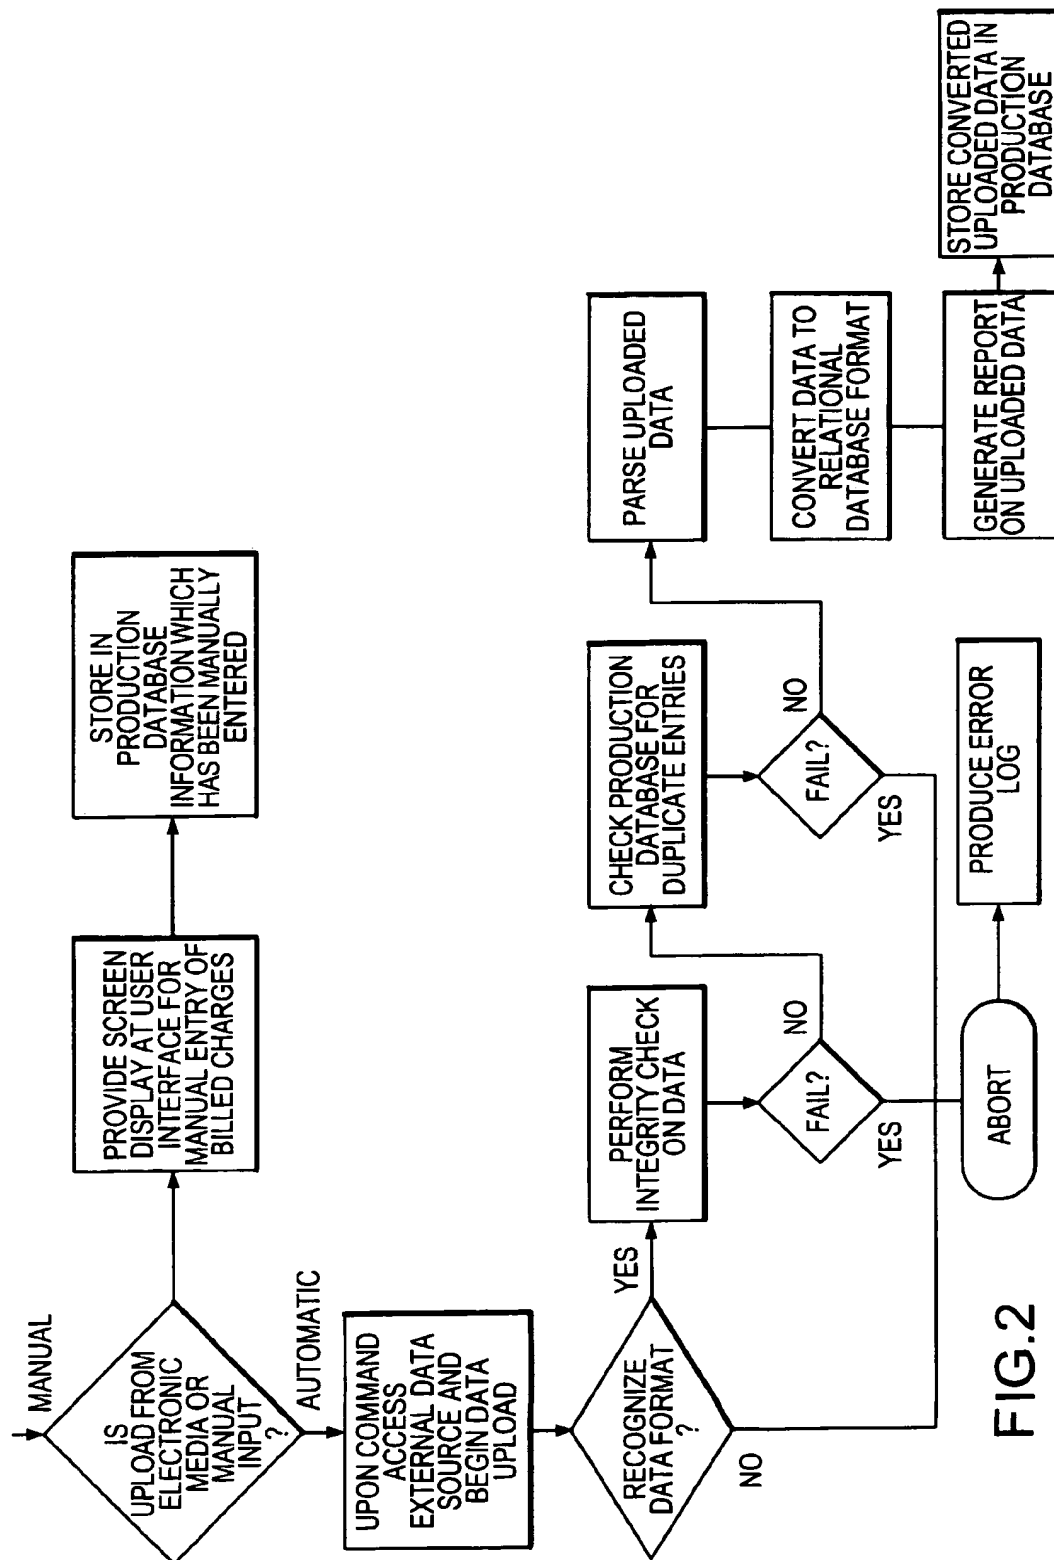 MANUAL
IS
UPLOAD FROM
ELECTRONIC
MEDIA OR
MANUAL
INPUT
?
PROVIDE SCREEN
DISPLAY AT USER
INTERFACE FOR
MANUAL ENTRY OF
BILLED CHARGES
STORE IN
PRODUCTION
DATABASE
INFORMATION WHICH
HAS BEEN MANUALLY
ENTERED
AUTOMATIC
UPON COMMAND
ACCESS
EXTERNAL DATA
SOURCE AND
BEGIN DATA
UPLOAD
RECOGNIZE
DATA FORMAT
?
YES
NO
PERFORM
INTEGRITY CHECK
ON DATA
FAIL?
NO
YES
CHECK PRODUCTION
DATABASE FOR
DUPLICATE ENTRIES
FAIL?
NO
YES
PARSE UPLOADED
DATA
CONVERT DATA TO
RELATIONAL
DATABASE FORMAT
GENERATE REPORT
ON UPLOADED DATA
STORE CONVERTED
UPLOADED DATA IN
PRODUCTION
DATABASE
ABORT
PRODUCE ERROR
LOG
FIG.2